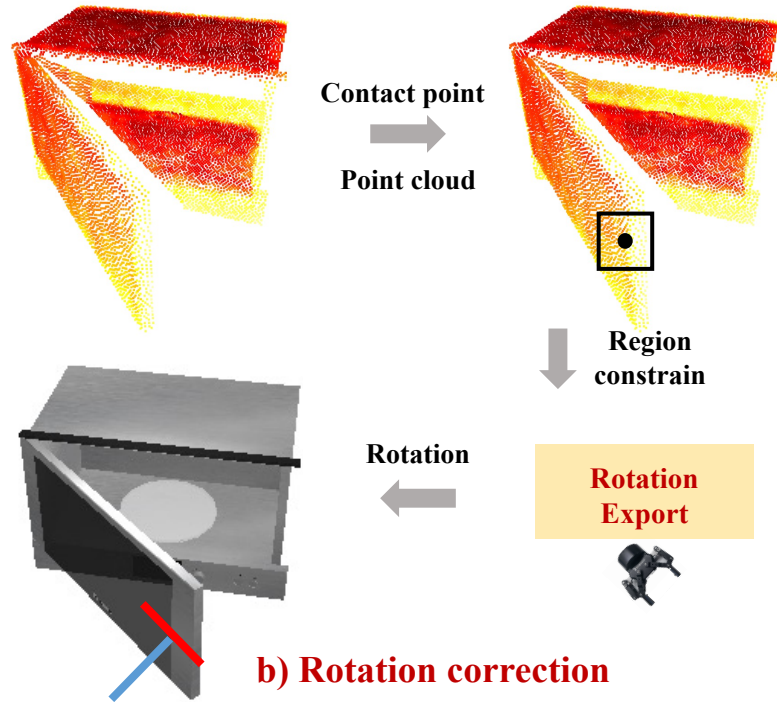 Contact point
Point cloud
Region
constrain
Rotation
Rotation
Export
b) Rotation correction